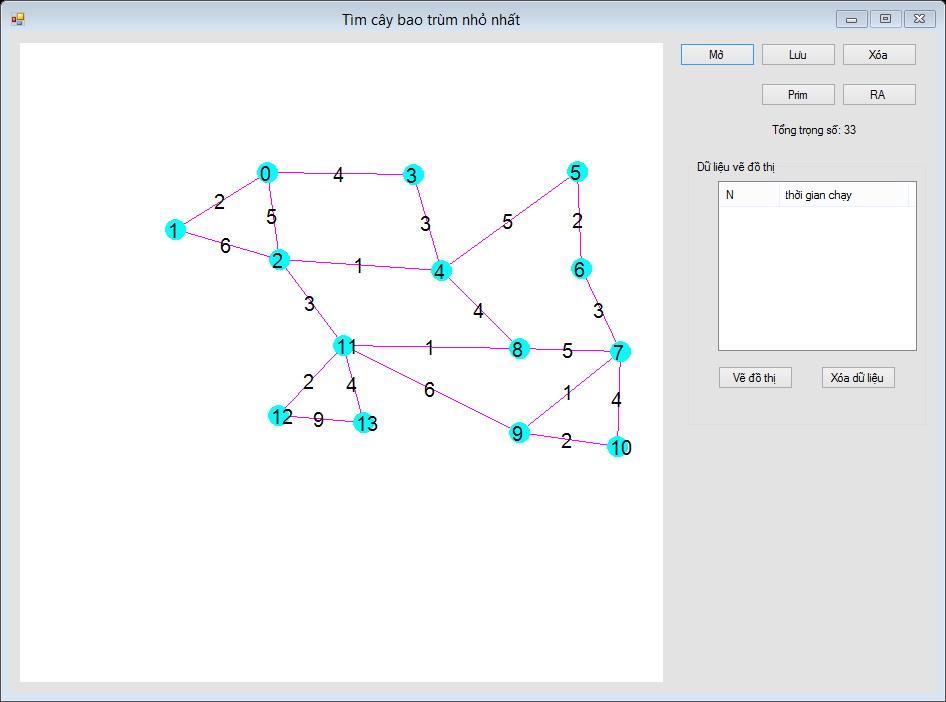 Tìm cây bao trùm nhỏ nhất
Mở Lưu Xóa
Prim RA
Tổng trọng số: 33
Dữ liệu vẽ đồ thị
N thời gian chạy
Vẽ đồ thị Xóa dữ liệu
0 4 3 5
2 5 3 5 2
1 6 2 1 4 6
3 4 3
11 1 8 5 7
2 4 6 1 4
12 9 13 9 2 10